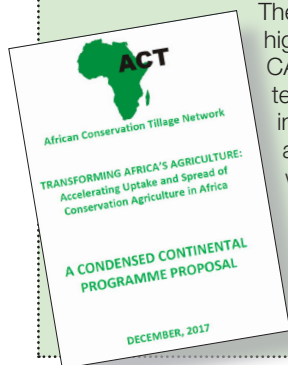 ACT
African Conservation Tillage Network
TRANSFORMING AFRICA'S AGRICULTURE:
Accelerating Uptake and Spread of
Conservation Agriculture in Africa
A CONDENSED CONTINENTAL
PROGRAMME PROPOSAL
DECEMBER, 2017
The
hig
CA
te
in
a